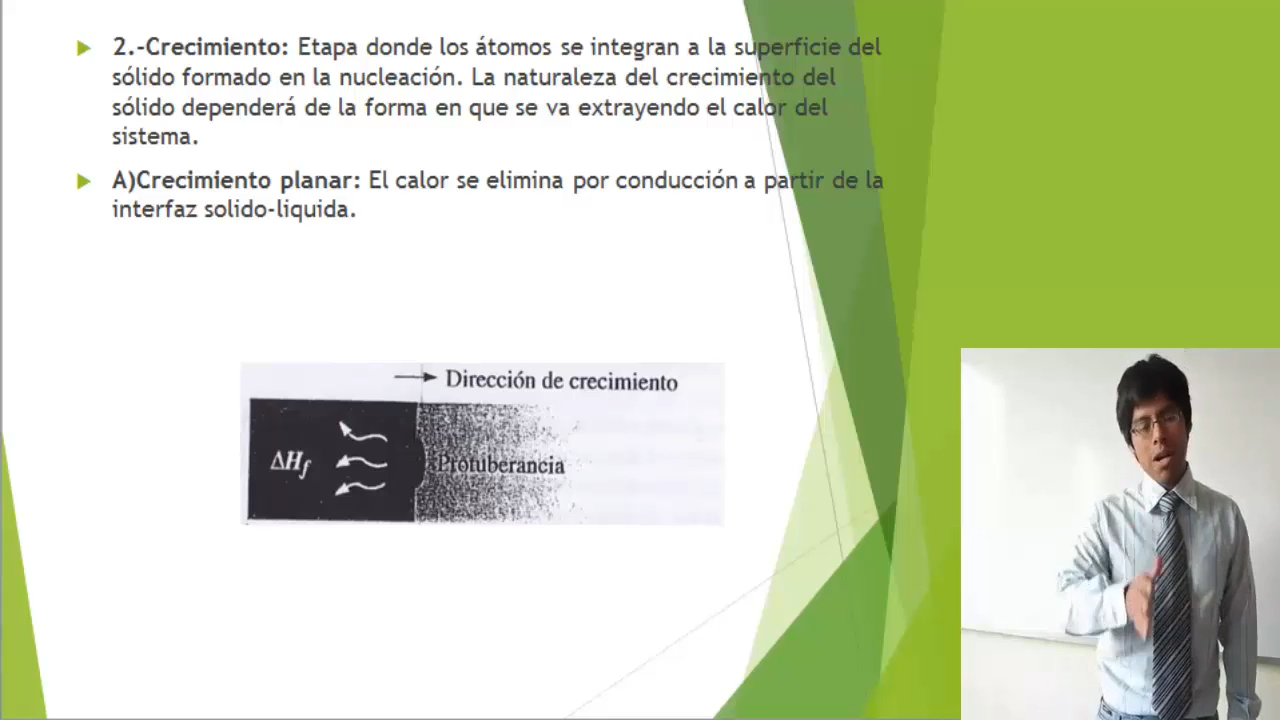 2.-Crecimiento: Etapa donde los átomos se integran a la superficie del
sólido formado en la nucleación. La naturaleza del crecimiento del
sólido dependerá de la forma en que se va extrayendo el calor del
sistema.
A)Crecimiento planar: El calor se elimina por conducción a partir de la
interfaz solido-liquida.
Dirección de crecimiento
ΔHf
Protuberancia